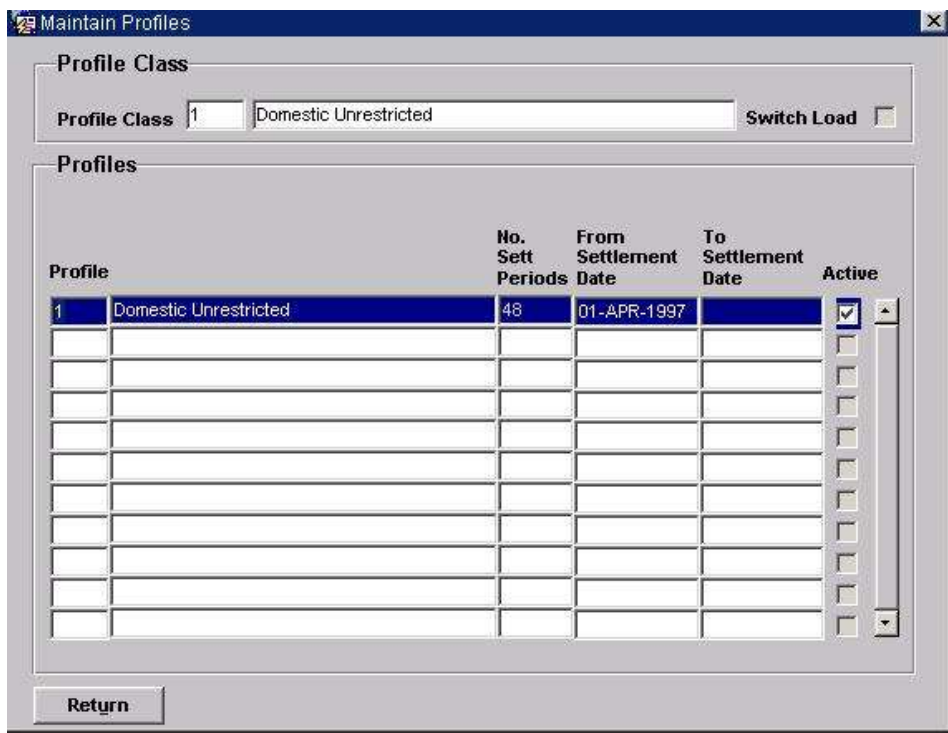 Maintain Profiles
Profile Class
Profile Class 1 Domestic Unrestricted Switch Load
Profiles
Profile No. Sett Periods From Settlement Date To Settlement Date Active
1 Domestic Unrestricted 48 01-APR-1997
Return